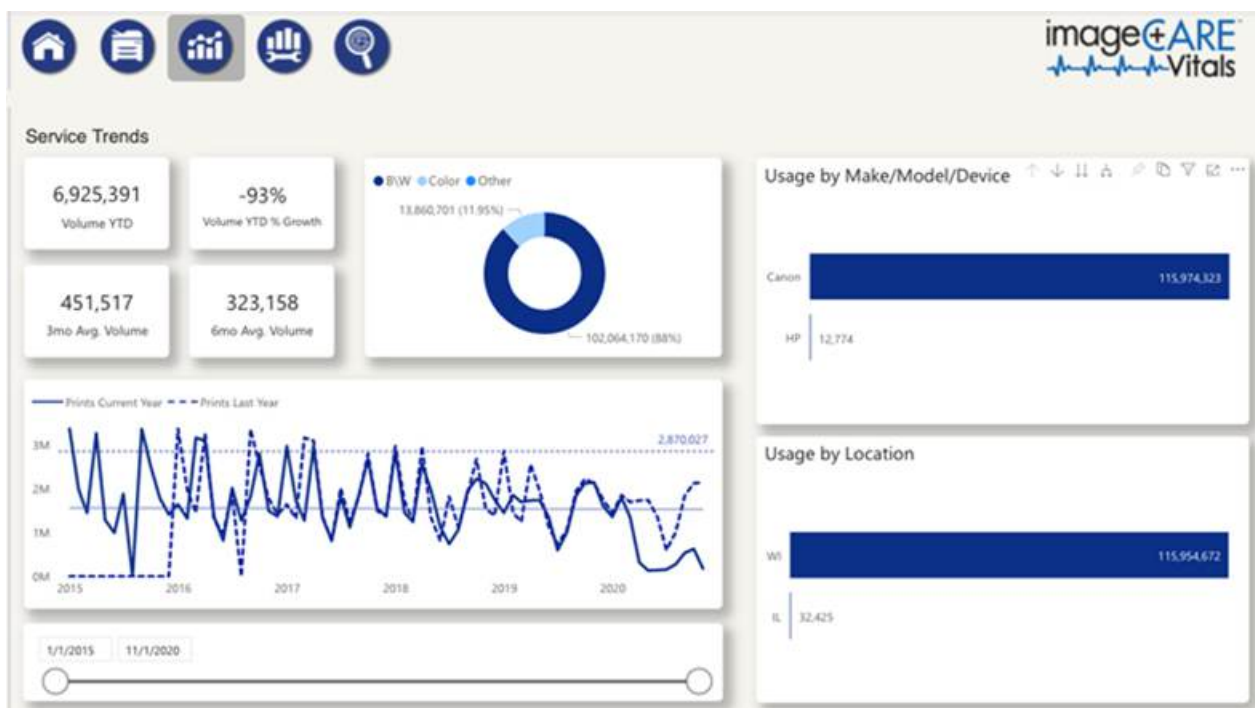 image+CARE
Vitals
Service Trends
6,925,391
Volume YTD
-93%
Volume YTD % Growth
451,517
3mo Avg. Volume
323,158
6mo Avg. Volume
B\W Color Other
13,860,701 (11.95%)
102,064,170 (88%)
Prints Current Year Prints Last Year
2,870,027
3M
2M
1M
0M
2015 2016 2017 2018 2019 2020
1/1/2015 11/1/2020
Usage by Make/Model/Device
Canon 115,974,323
HP 12,774
Usage by Location
WI 115,954,672
IL 32,425